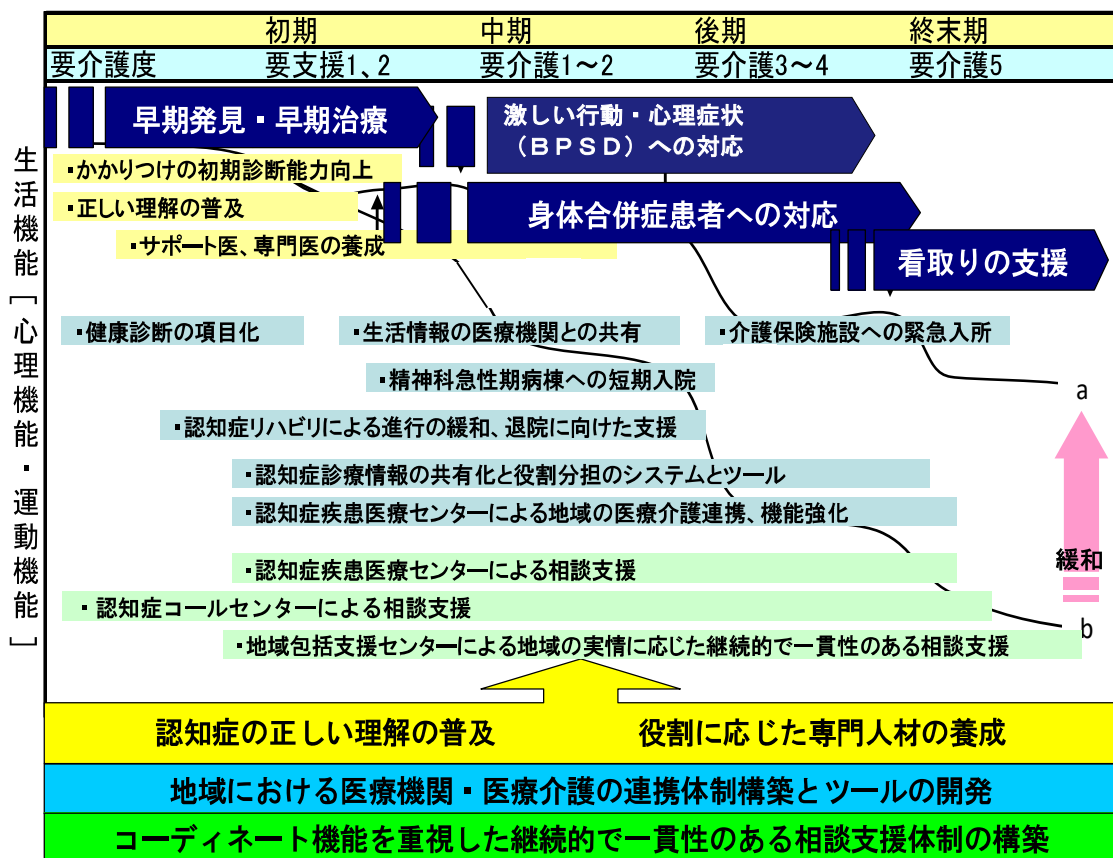 初期 中期 後期 終末期
要介護度 要支援1、2 要介護1～2 要介護3～4 要介護5
早期発見・早期治療
激しい行動・心理症状
（ＢＰＳＤ）への対応
・かかりつけの初期診断能力向上
・正しい理解の普及
身体合併症患者への対応
・サポート医、専門医の養成
看取りの支援
生活機能［心理機能・運動機能］
・健康診断の項目化
・生活情報の医療機関との共有
・介護保険施設への緊急入所
・精神科急性期病棟への短期入院
a
・認知症リハビリによる進行の緩和、退院に向けた支援
・認知症診療情報の共有化と役割分担のシステムとツール
・認知症疾患医療センターによる地域の医療介護連携、機能強化
緩和
・認知症疾患医療センターによる相談支援
・認知症コールセンターによる相談支援
b
・地域包括支援センターによる地域の実情に応じた継続的で一貫性のある相談支援
認知症の正しい理解の普及 役割に応じた専門人材の養成
地域における医療機関・医療介護の連携体制構築とツールの開発
コーディネート機能を重視した継続的で一貫性のある相談支援体制の構築